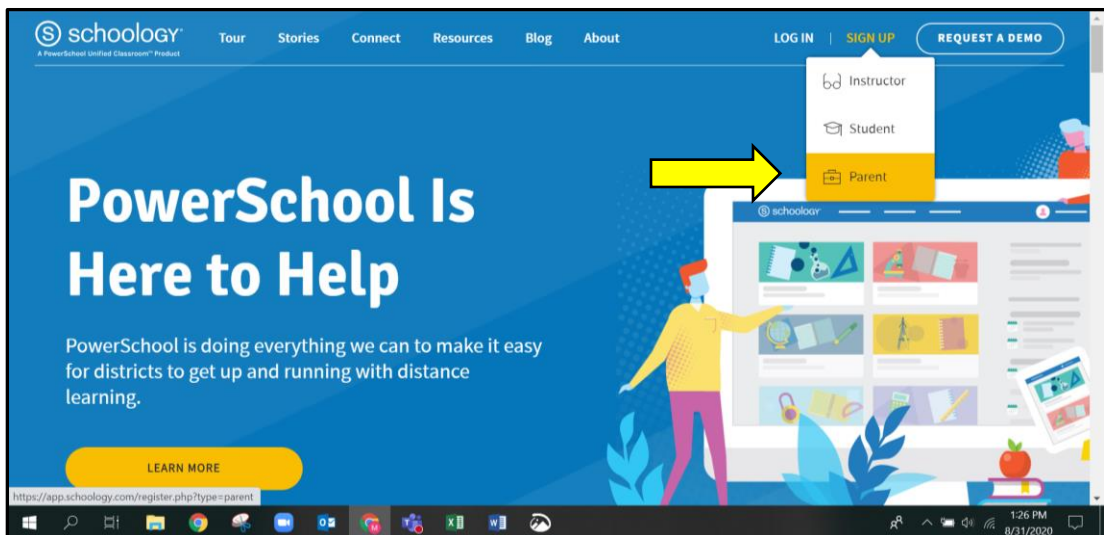 S schoology
A PowerSchool Unified Classroom™ Product
Tour Stories Connect Resources Blog About LOG IN | SIGN UP REQUEST A DEMO
Instructor
Student
Parent
PowerSchool Is
Here to Help
PowerSchool is doing everything we can to make it easy
for districts to get up and running with distance
learning.
LEARN MORE
S schoology
https://app.schoology.com/register.php?type=parent
1:26 PM
8/31/2020